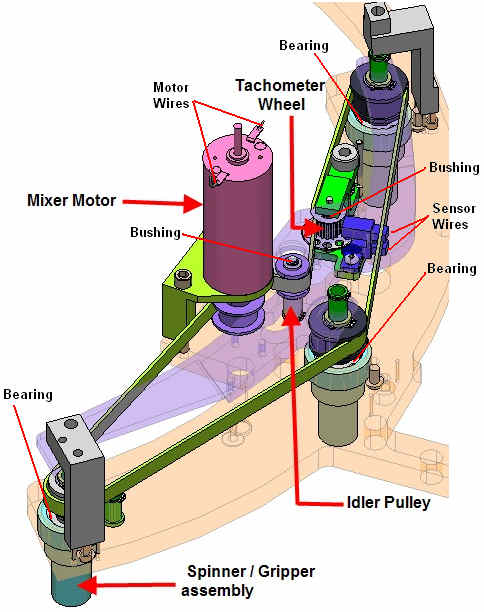 Bearing
Motor
Wires
Tachometer
Wheel
Bushing
Mixer Motor
Sensor
Wires
Bushing
Bearing
Bearing
Idler Pulley
Spinner / Gripper
assembly